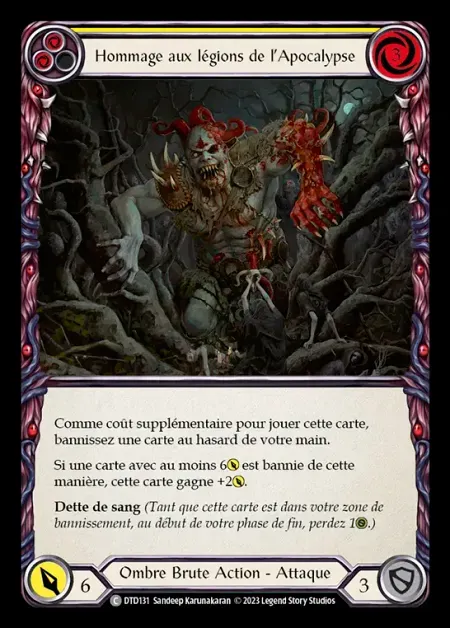 Hommage aux légions de l'Apocalypse
3
Comme coût supplémentaire pour jouer cette carte,
bannissez une carte au hasard de votre main.
Si une carte avec au moins 6 est bannie de cette
manière, cette carte gagne +2.
Dette de sang (Tant que cette carte est dans votre zone de
bannissement, au début de votre phase de fin, perdez 1.)
6 Ombre Brute Action - Attaque 3
C DTD131 Sandeep Karunakaran © 2023 Legend Story Studios